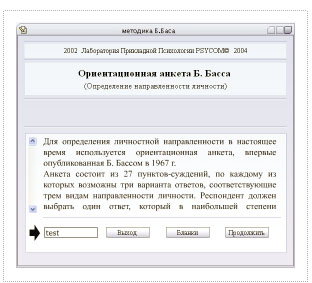 методика Б.Баса
2002 Лаборатория Прикладной Психологии PSYCOM® 2004
Ориентационная анкета Б. Басса
(Определение направленности личности)
Для определения личностной направленности в настоящее
время используется ориентационная анкета, впервые
опубликованная Б. Бассом в 1967 г.
Анкета состоит из 27 пунктов-суждений, по каждому из
которых возможны три варианта ответов, соответствующие
трем видам направленности личности. Респондент должен
выбрать один ответ, который в наибольшей степени
test
Выход
Бланки
Продолжить